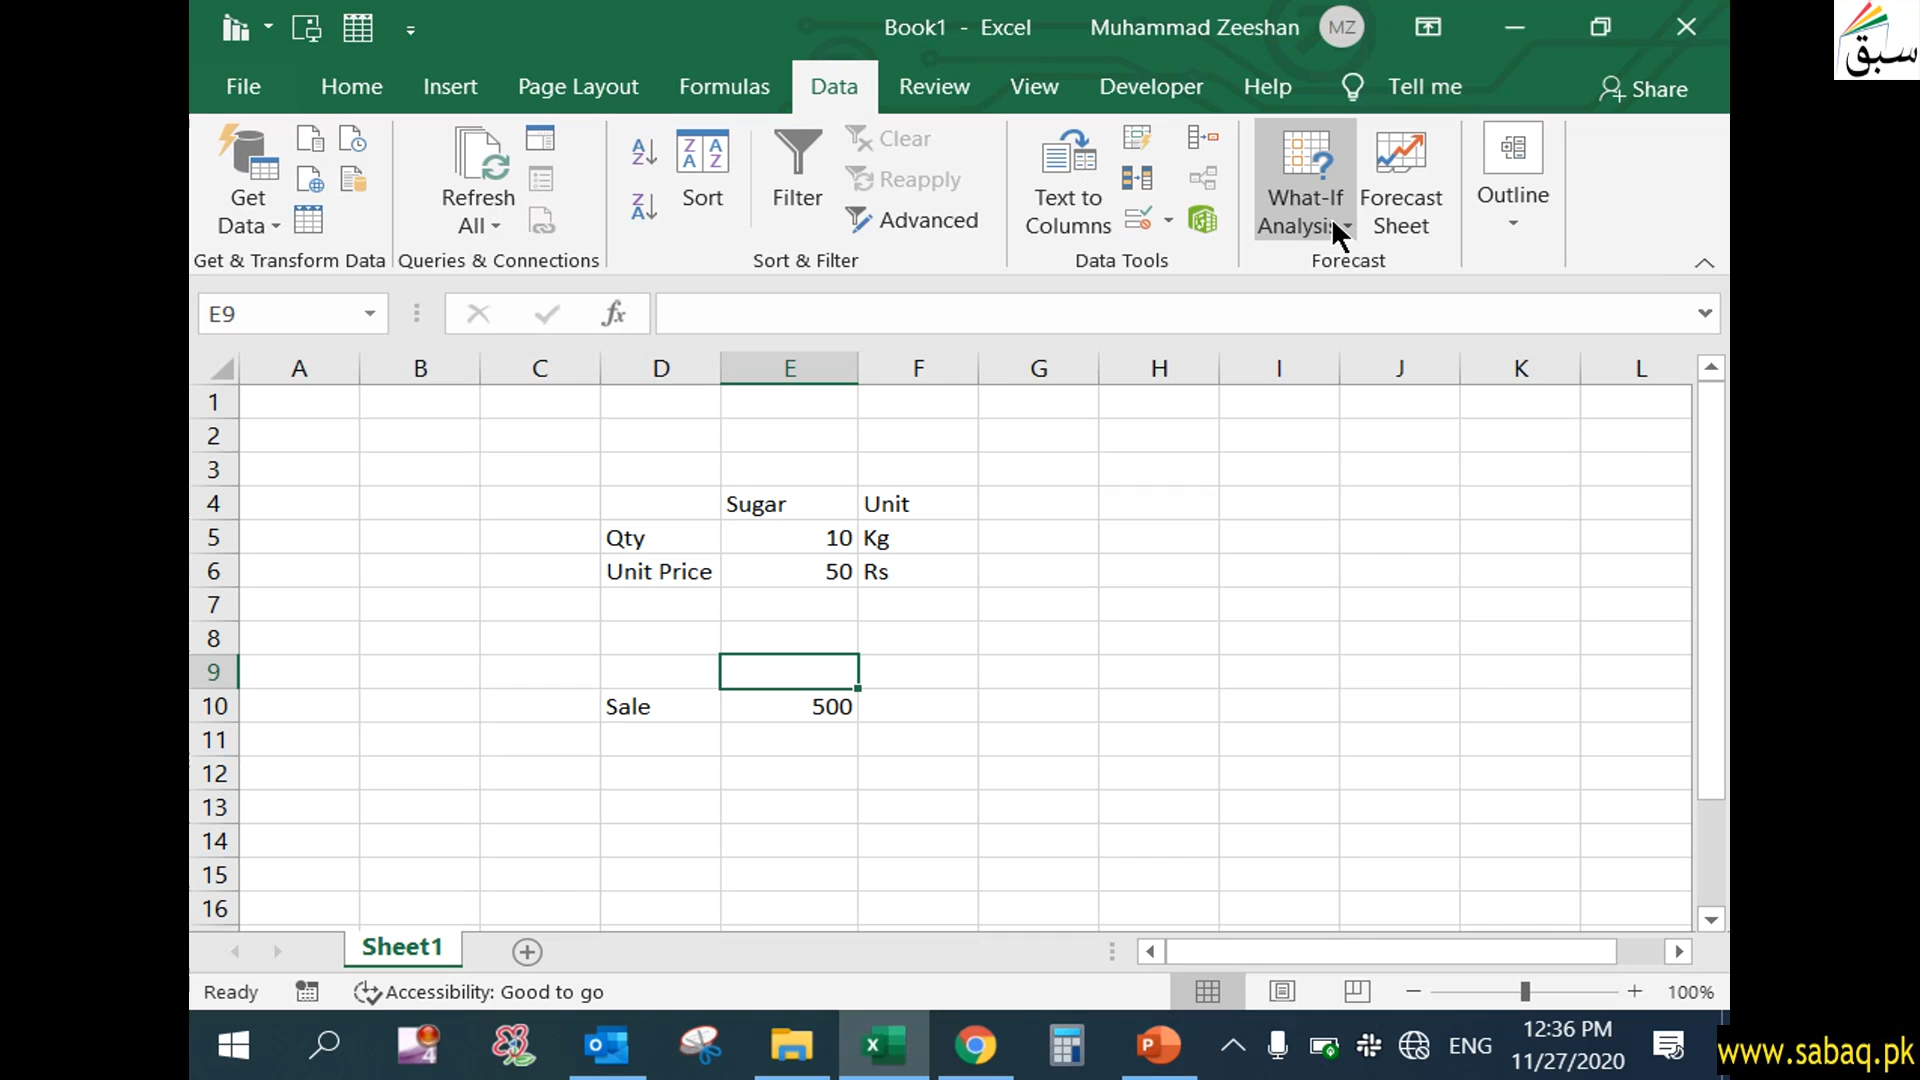 Book1 - Excel
Muhammad Zeeshan
MZ
سبق
File Home Insert Page Layout Formulas Data Review View Developer Help Tell me Share
Get Data
Get & Transform Data
Refresh All
Queries & Connections
A Z
Z A
Z A A Z
Sort
Filter
Clear
Reapply
Advanced
Sort & Filter
Text to Columns
Data Tools
What-If Analysis
Forecast Sheet
Forecast
Outline
E9
fx
A B C D E F G H I J K L
1
2
3
4 Sugar Unit
5 Qty 10 Kg
6 Unit Price 50 Rs
7
8
9
10 Sale 500
11
12
13
14
15
16
Sheet1
Ready
Accessibility: Good to go
100%
4
ENG
12:36 PM
11/27/2020
www.sabaq.pk